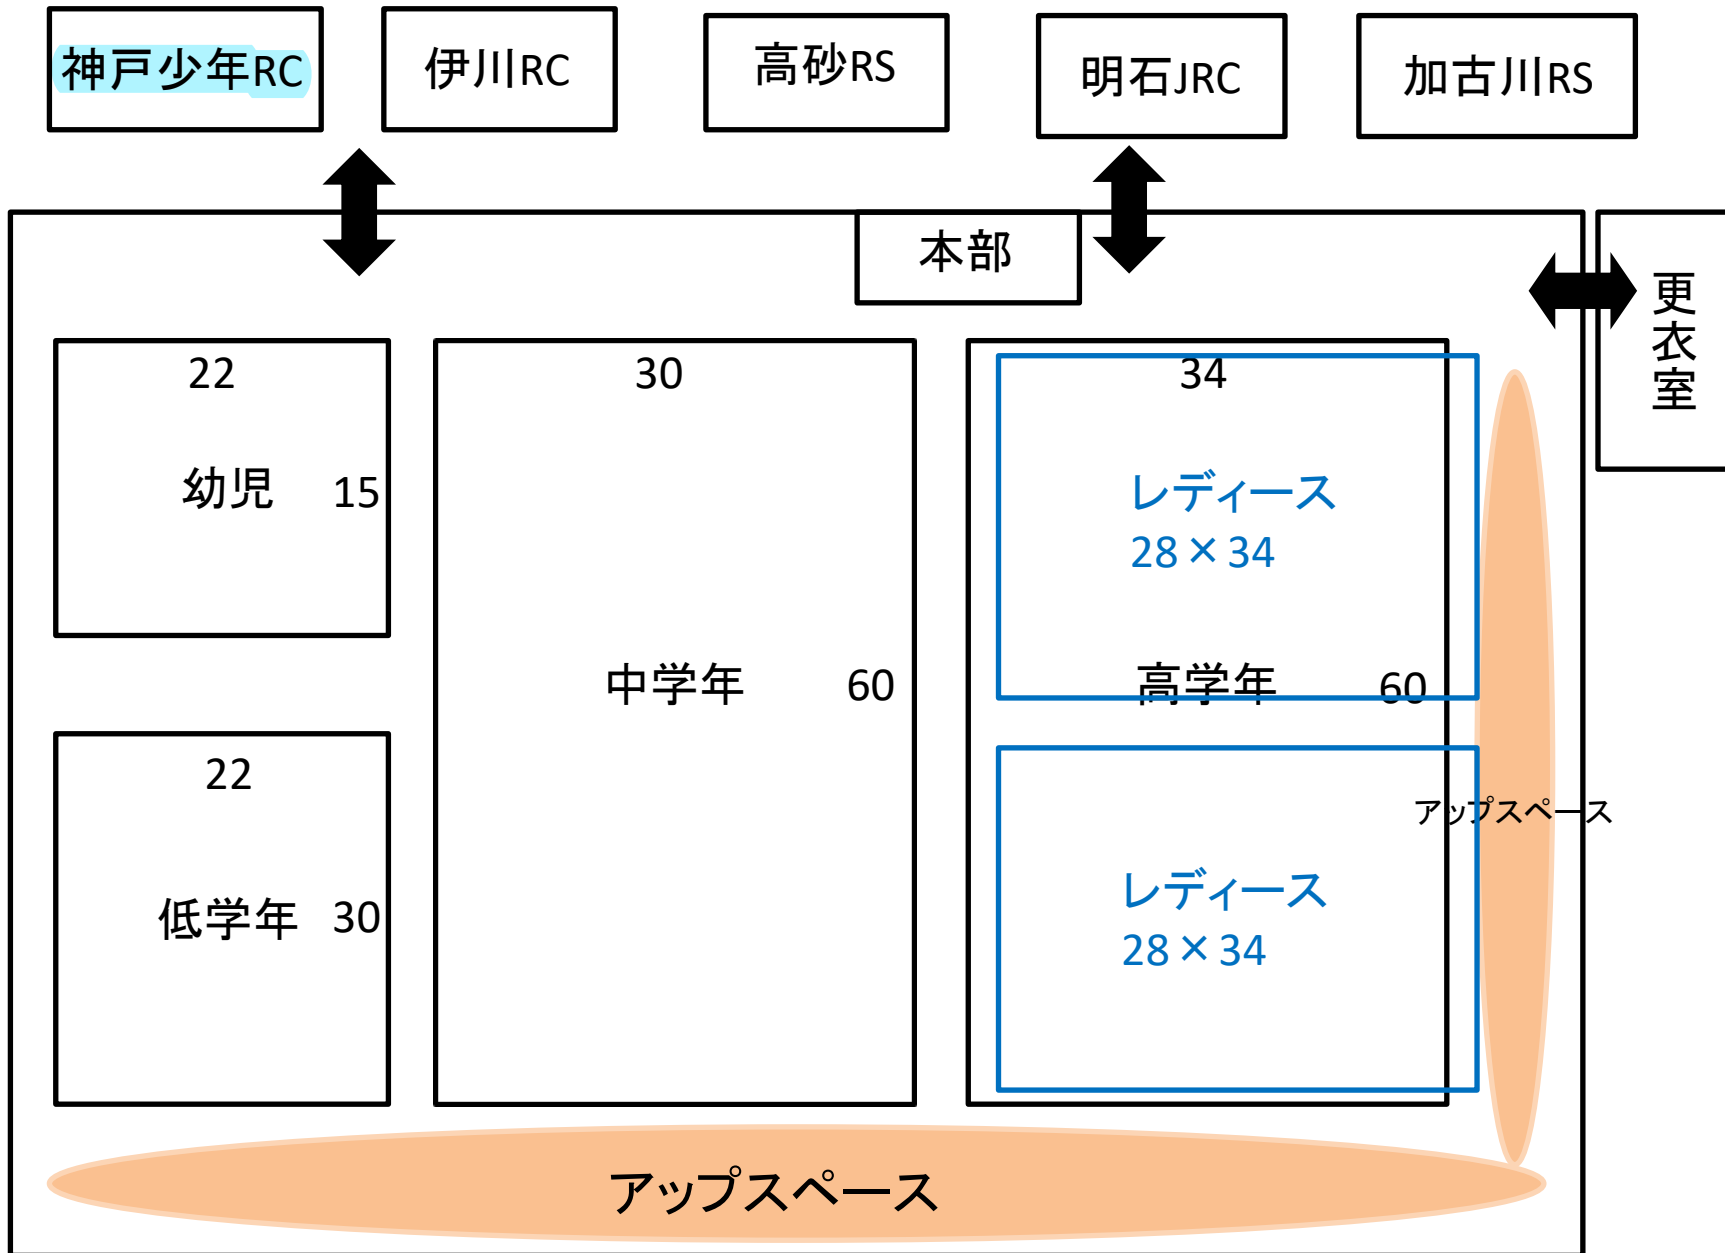 神戸少年RC
伊川RC
高砂RS
明石JRC
加古川RS
本部
更衣室
22
幼児 15
30
中学年 60
34
レディース
28×34
高学年 60
22
低学年 30
アップスペース
レディース
28×34
アップスペース